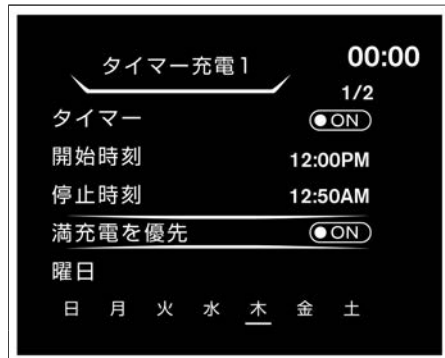 タイマー充電1 00:00
1/2
タイマー ON
開始時刻 12:00PM
停止時刻 12:50AM
満充電を優先 ON
曜日
日 月 火 水 木 金 土